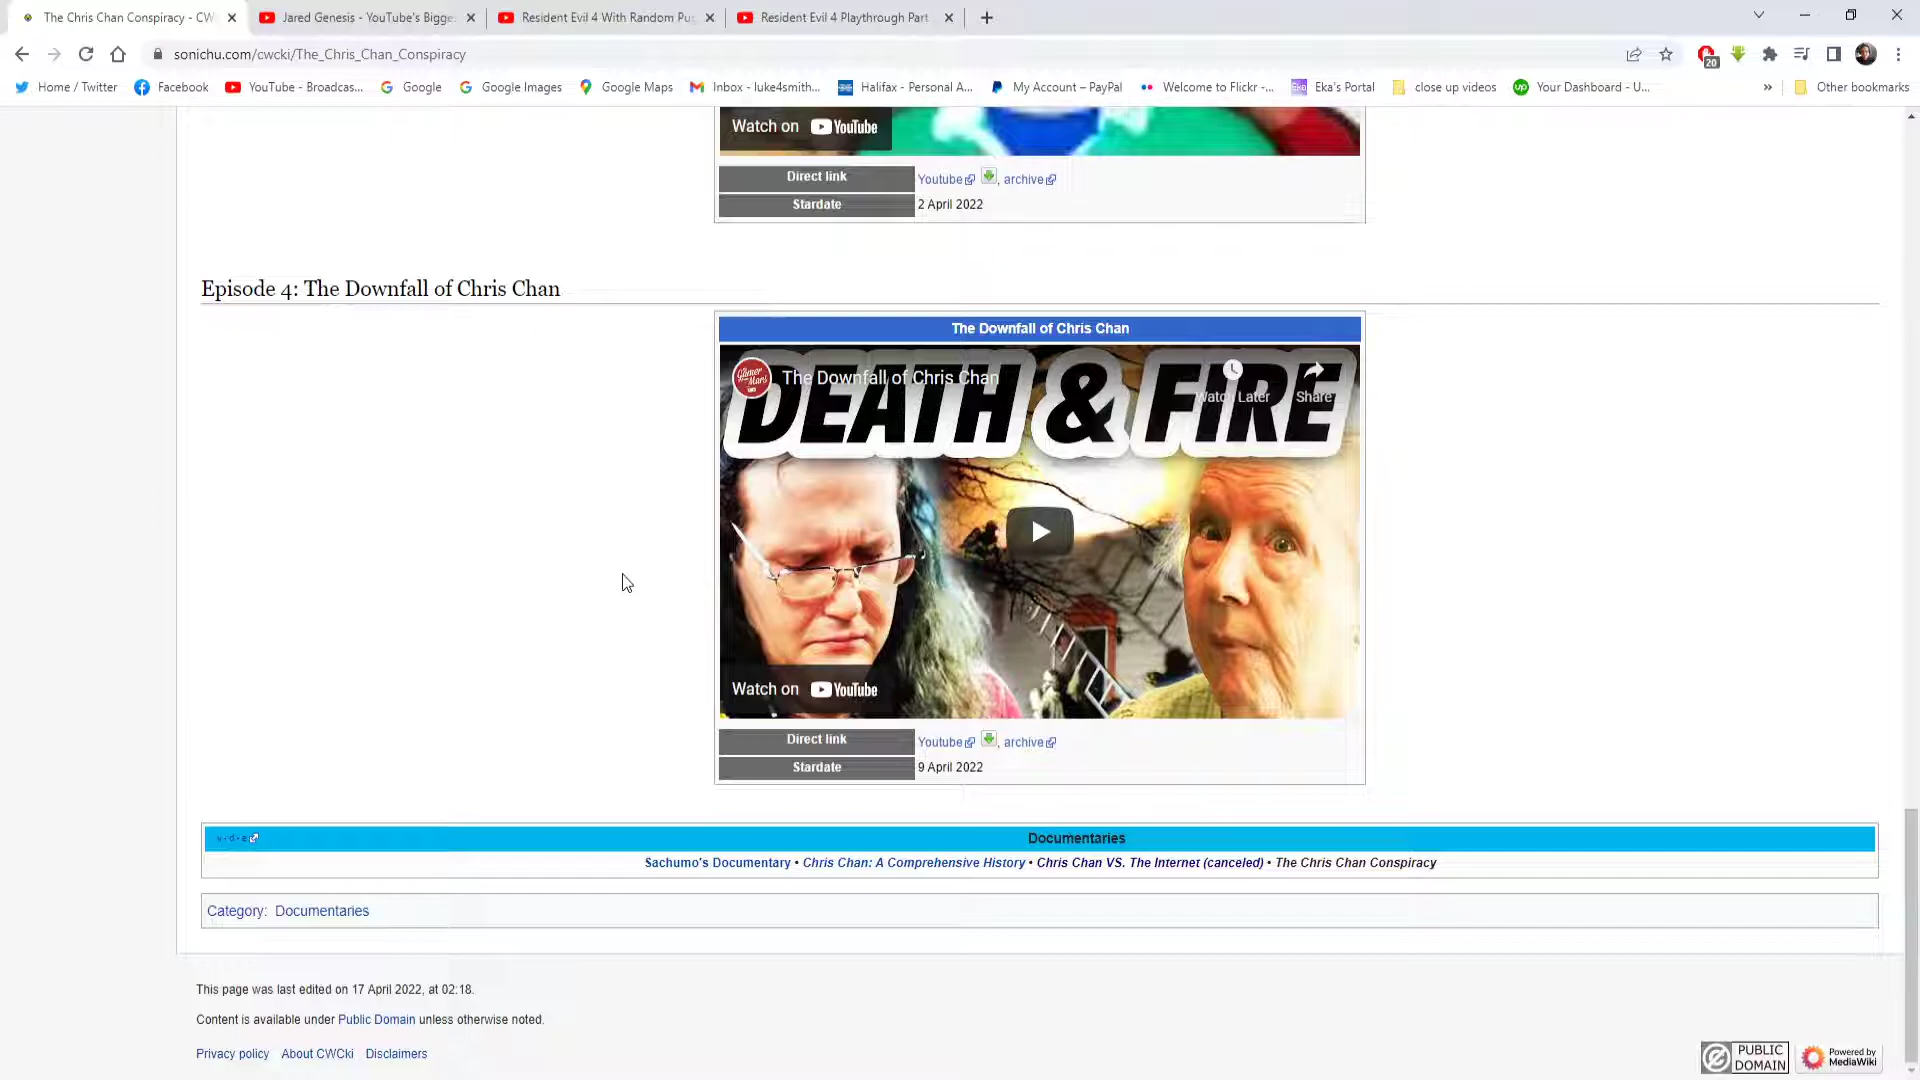 The Chris Chan Conspiracy - CW
Jared Genesis - YouTube's Bigge
Resident Evil 4 With Random Pu
Resident Evil 4 Playthrough Part
sonichu.com/cwcki/The_Chris_Chan_Conspiracy
20
Home / Twitter
Facebook
YouTube - Broadcas...
Google
Google Images
Google Maps
Inbox - luke4smith...
Halifax - Personal A...
My Account – PayPal
Welcome to Flickr -...
Eka's Portal
close up videos
Your Dashboard - U...
»
Other bookmarks
Watch on YouTube
Direct link Youtube, archive
Stardate 2 April 2022
Episode 4: The Downfall of Chris Chan
The Downfall of Chris Chan
The Downfall of Chris Chan
Watch Later
Share
DEATH & FIRE
Watch on YouTube
Direct link Youtube, archive
Stardate 9 April 2022
v·d·e
Documentaries
Sachumo's Documentary • Chris Chan: A Comprehensive History • Chris Chan VS. The Internet (canceled) • The Chris Chan Conspiracy
Category: Documentaries
This page was last edited on 17 April 2022, at 02:18.
Content is available under Public Domain unless otherwise noted.
Privacy policy About CWCki Disclaimers
PUBLIC DOMAIN
Powered by MediaWiki